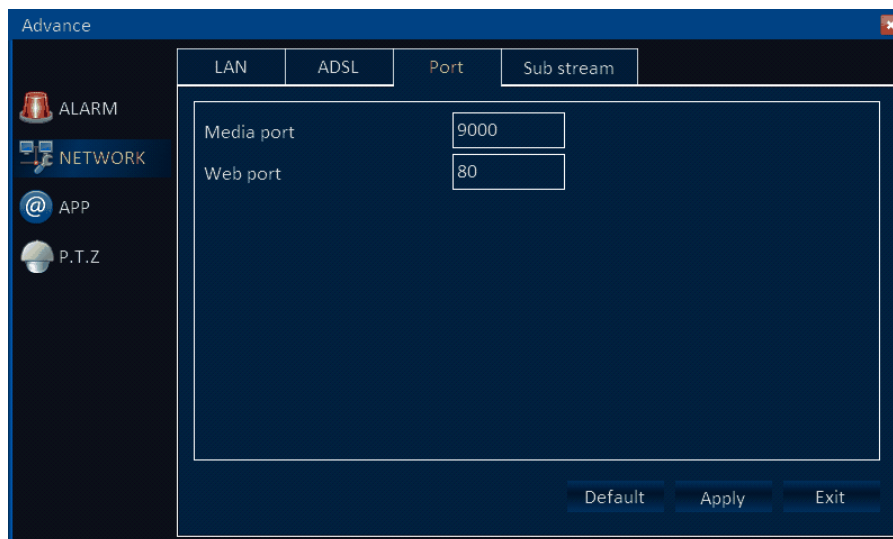 Advance
LAN ADSL Port Sub stream
ALARM
NETWORK
APP
P.T.Z
Media port 9000
Web port 80
Default Apply Exit